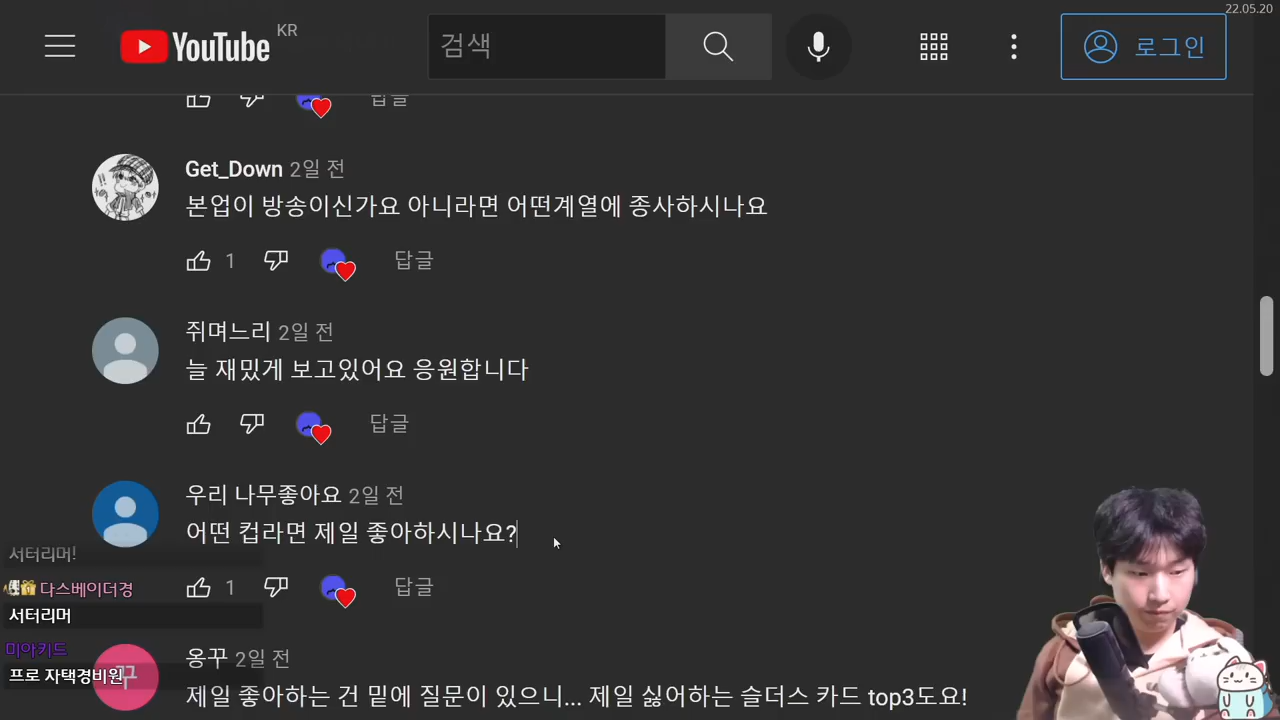 22.05.20
YouTube KR
검색
로그인
답글
Get_Down 2일 전
본업이 방송이신가요 아니라면 어떤계열에 종사하시나요
1 답글
쥐며느리 2일 전
늘 재밌게 보고있어요 응원합니다
답글
우리 나무좋아요 2일 전
어떤 컵라면 제일 좋아하시나요?
서터리머!
다스베이더경
1 답글
서터리머
미아키드
옹꾸 2일 전
프로 자택경비원
꾸
제일 좋아하는 건 밑에 질문이 있으니... 제일 싫어하는 슬더스 카드 top3도요!